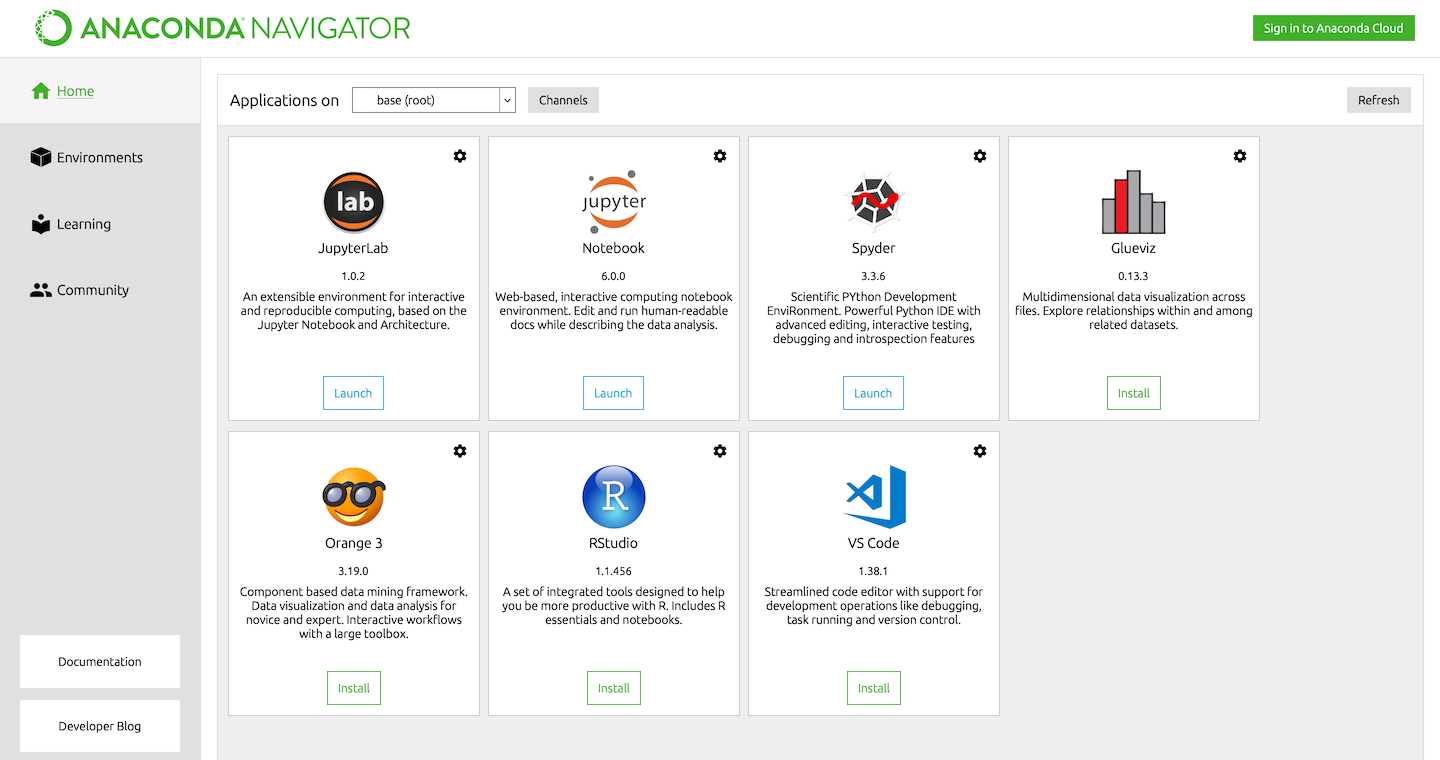 ANACONDA NAVIGATOR
Sign in to Anaconda Cloud
Home
Environments
Learning
Community
Documentation
Developer Blog
Applications on
base (root)
Channels
Refresh
lab
JupyterLab
1.0.2
An extensible environment for interactive
and reproducible computing, based on the
Jupyter Notebook and Architecture.
Launch
jupyter
Notebook
6.0.0
Web-based, interactive computing notebook
environment. Edit and run human-readable
docs while describing the data analysis.
Launch
Spyder
3.3.6
Scientific PYthon Development
EnviRonment. Powerful Python IDE with
advanced editing, interactive testing,
debugging and introspection features
Launch
Glueviz
0.13.3
Multidimensional data visualization across
files. Explore relationships within and among
related datasets.
Install
Orange 3
3.19.0
Component based data mining framework.
Data visualization and data analysis for
novice and expert. Interactive workflows
with a large toolbox.
Install
R
RStudio
1.1.456
A set of integrated tools designed to help
you be more productive with R. Includes R
essentials and notebooks.
Install
VS Code
1.38.1
Streamlined code editor with support for
development operations like debugging,
task running and version control.
Install